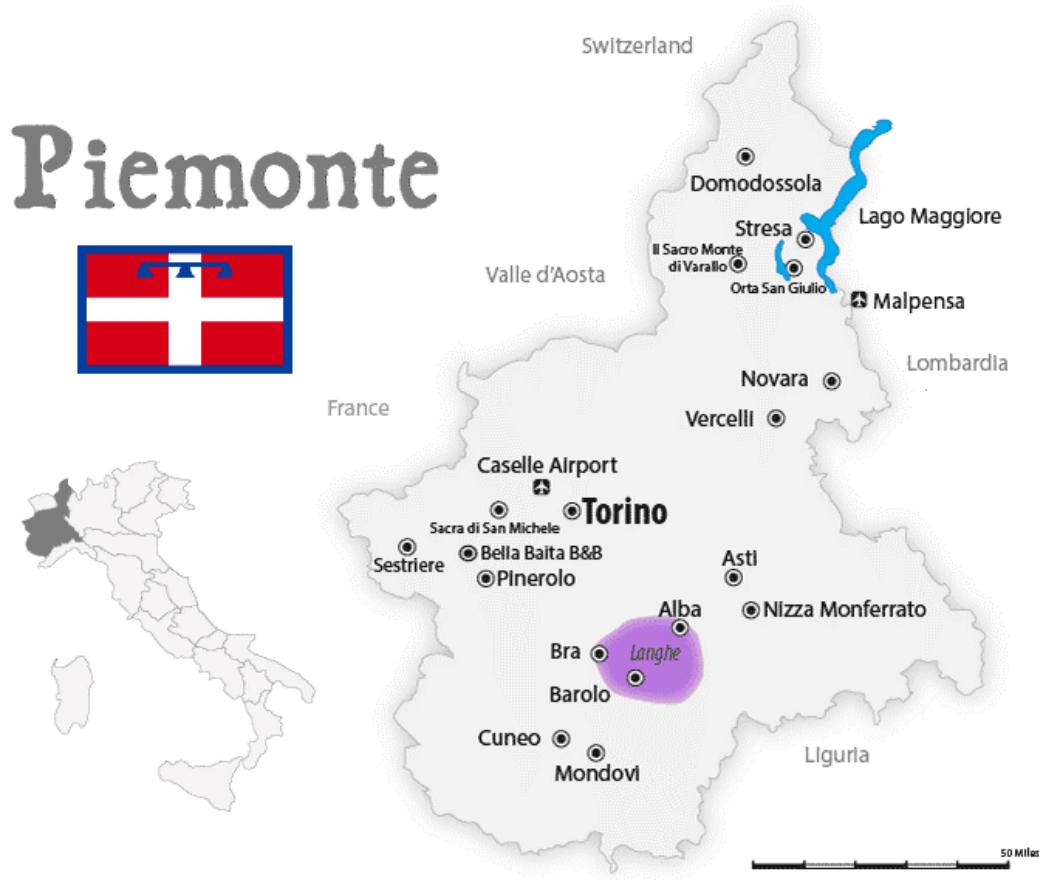 Switzerland
Piemonte
Domodossola
Lago Maggiore
Stresa
Il Sacro Monte
di Varallo
Valle d'Aosta
Orta San Giulio
Malpensa
Lombardia
Novara
France
Vercelli
Caselle Airport
Torino
Sacra di San Michele
Bella Baita B&B
Sestriere
Pinerolo
Asti
Alba
Nizza Monferrato
Bra
Langhe
Barolo
Cuneo
Liguria
Mondovi
50 Miles